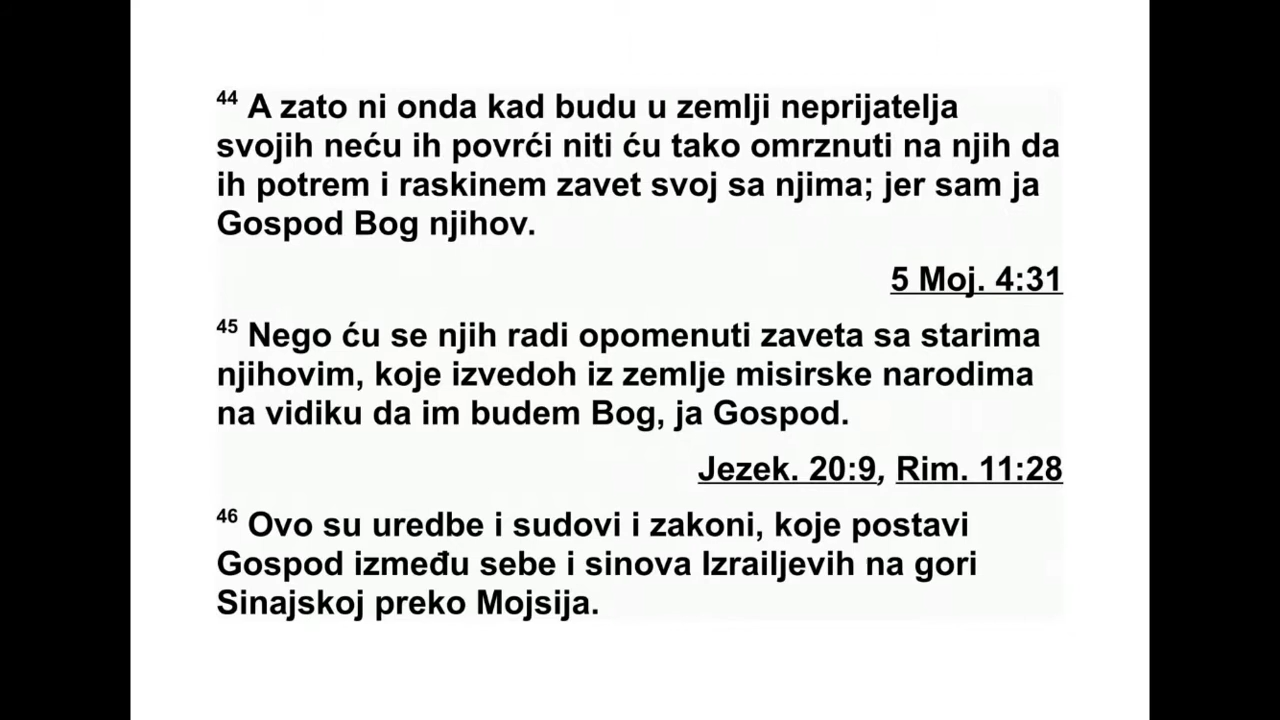 44 A zato ni onda kad budu u zemlji neprijatelja
svojih neću ih povrći niti ću tako omrznuti na njih da
ih potrem i raskinem zavet svoj sa njima; jer sam ja
Gospod Bog njihov.
5 Moj. 4:31
45 Nego ću se njih radi opomenuti zaveta sa starima
njihovim, koje izvedoh iz zemlje misirske narodima
na vidiku da im budem Bog, ja Gospod.
Jezek. 20:9, Rim. 11:28
46 Ovo su uredbe i sudovi i zakoni, koje postavi
Gospod između sebe i sinova Izrailjevih na gori
Sinajskoj preko Mojsija.